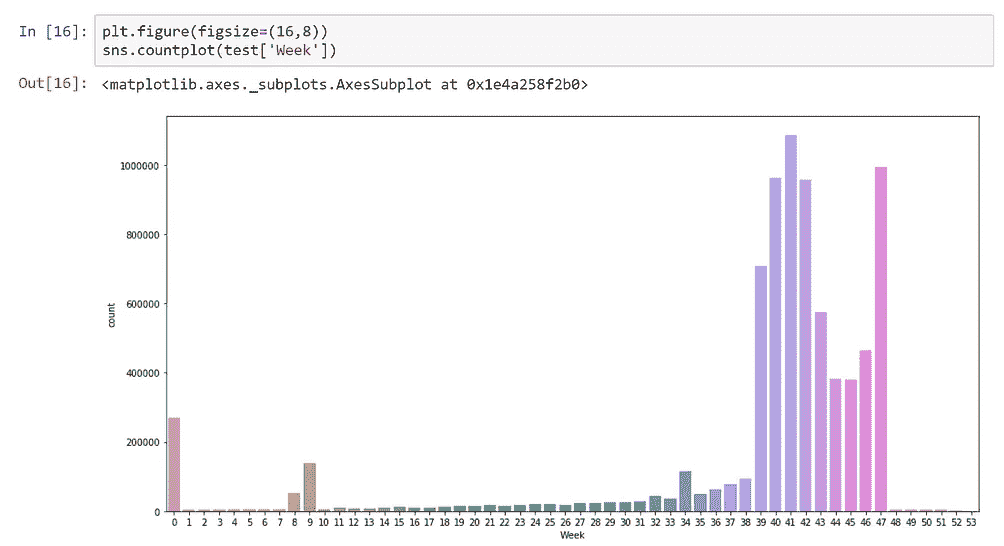 In [16]: plt.figure(figsize=(16,8))
sns.countplot(test['Week'])
Out[16]: <matplotlib.axes._subplots.AxesSubplot at 0x1e4a258f2b0>
1000000
800000
600000
400000
200000
0
count
0 1 2 3 4 5 6 7 8 9 10 11 12 13 14 15 16 17 18 19 20 21 22 23 24 25 26 27 28 29 30 31 32 33 34 35 36 37 38 39 40 41 42 43 44 45 46 47 48 49 50 51 52 53
Week